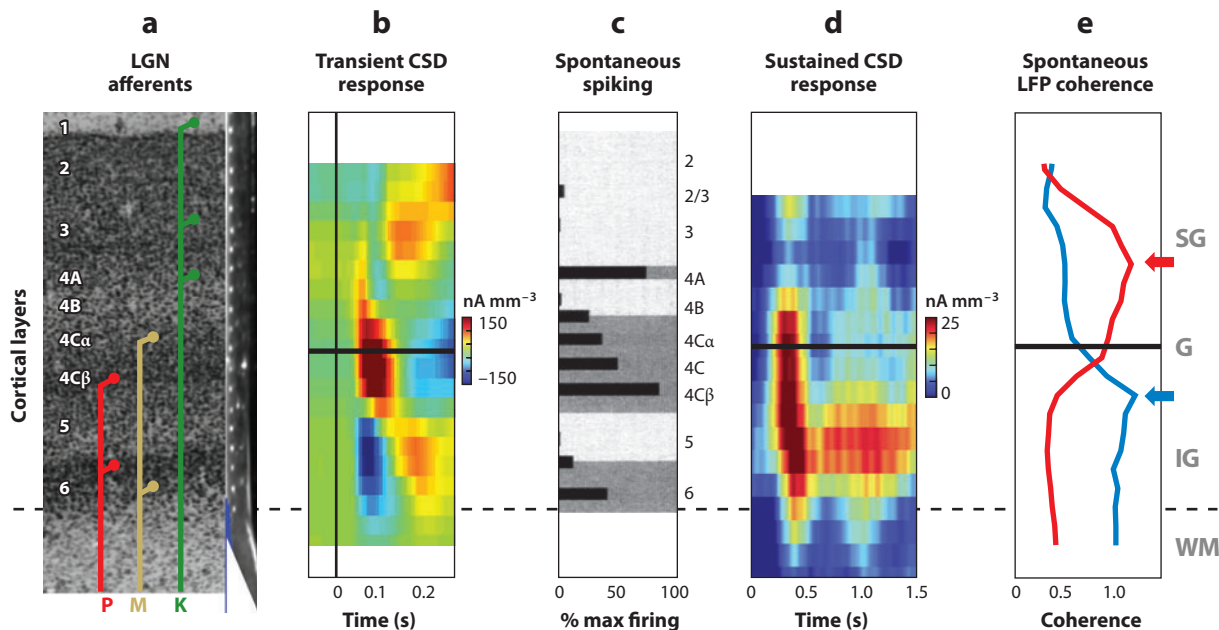 a
LGN
afferents
b
Transient CSD
response
c
Spontaneous
spiking
d
Sustained CSD
response
e
Spontaneous
LFP coherence
Cortical layers
1
2
3
4A
4B
4Cα
4Cβ
5
6
P M K
nA mm⁻³
150
−150
0 0.1 0.2
Time (s)
2
2/3
3
4A
4B
4Cα
4C
4Cβ
5
6
0 50 100
% max firing
nA mm⁻³
25
0
0 0.5 1.0 1.5
Time (s)
SG
G
IG
WM
0 0.5 1.0
Coherence